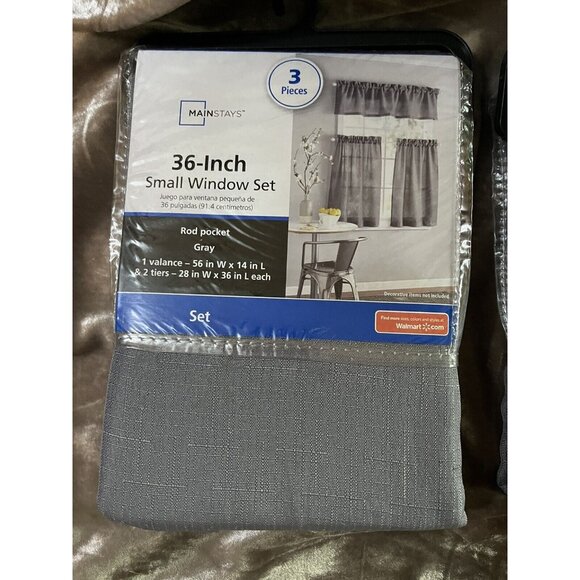 3
Pieces
MAINSTAYS™
36-Inch
Small Window Set
Juego para ventana pequeña de
36 pulgadas (91.4 centímetros)
Rod pocket
Gray
1 valance – 56 in W x 14 in L
& 2 tiers – 28 in W x 36 in L each
Decorative items not included
Set
Find more sizes, colors and styles at
Walmart.com